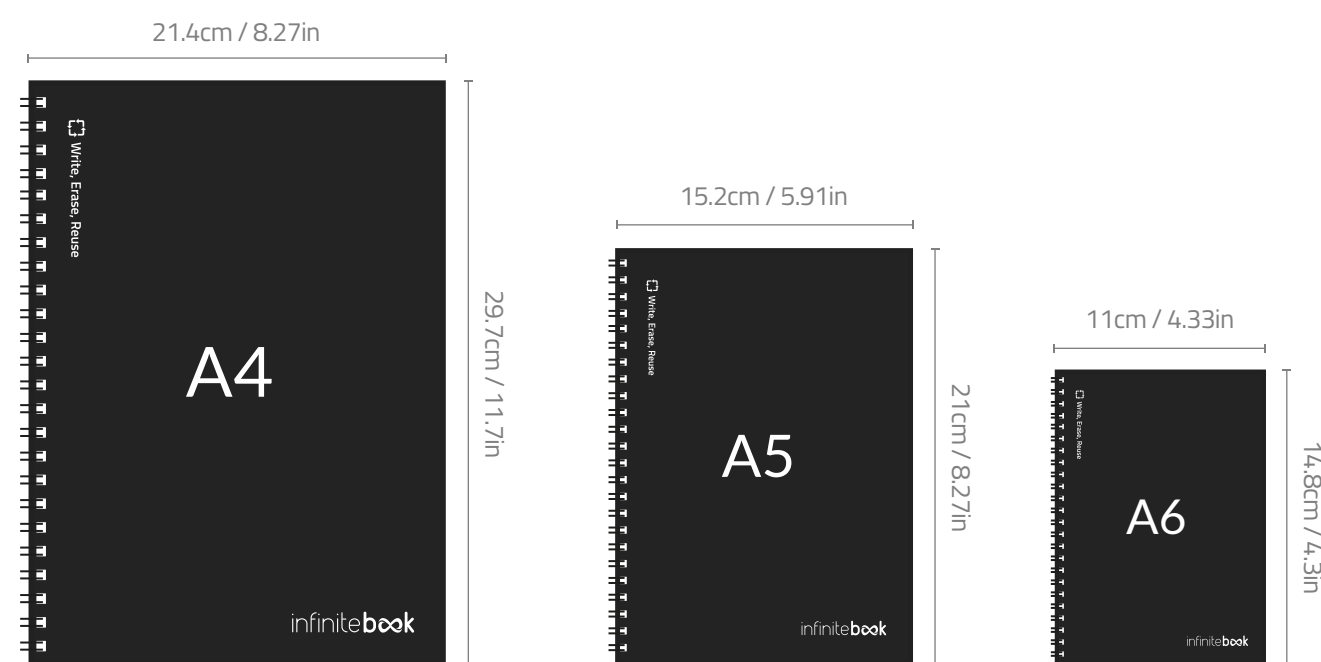 21.4cm / 8.27in
Write, Erase, Reuse
A4
infinitebook
29.7cm / 11.7in
15.2cm / 5.91in
Write, Erase, Reuse
A5
infinitebook
21cm / 8.27in
11cm / 4.33in
Write, Erase, Reuse
A6
infinitebook
14.8cm / 4.3in